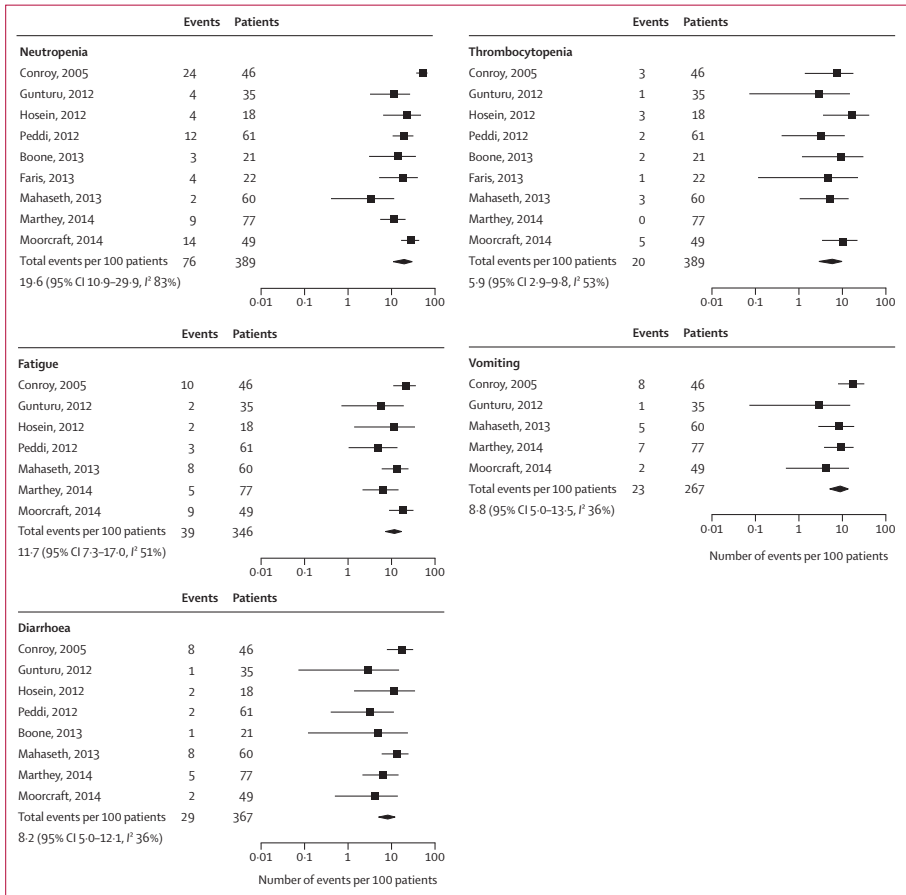 Events Patients
Neutropenia
Conroy, 2005 24 46
Gunturu, 2012 4 35
Hosein, 2012 4 18
Peddi, 2012 12 61
Boone, 2013 3 21
Faris, 2013 4 22
Mahaseth, 2013 2 60
Marthey, 2014 9 77
Moorcraft, 2014 14 49
Total events per 100 patients 76 389
19·6 (95% CI 10·9–29·9, I² 83%)
0·01 0·1 1 10 100
Events Patients
Thrombocytopenia
Conroy, 2005 3 46
Gunturu, 2012 1 35
Hosein, 2012 3 18
Peddi, 2012 2 61
Boone, 2013 2 21
Faris, 2013 1 22
Mahaseth, 2013 3 60
Marthey, 2014 0 77
Moorcraft, 2014 5 49
Total events per 100 patients 20 389
5·9 (95% CI 2·9–9·8, I² 53%)
0·01 0·1 1 10 100
Events Patients
Fatigue
Conroy, 2005 10 46
Gunturu, 2012 2 35
Hosein, 2012 2 18
Peddi, 2012 3 61
Mahaseth, 2013 8 60
Marthey, 2014 5 77
Moorcraft, 2014 9 49
Total events per 100 patients 39 346
11·7 (95% CI 7·3–17·0, I² 51%)
0·01 0·1 1 10 100
Events Patients
Vomiting
Conroy, 2005 8 46
Gunturu, 2012 1 35
Mahaseth, 2013 5 60
Marthey, 2014 7 77
Moorcraft, 2014 2 49
Total events per 100 patients 23 267
8·8 (95% CI 5·0–13·5, I² 36%)
0·01 0·1 1 10 100
Number of events per 100 patients
Events Patients
Diarrhoea
Conroy, 2005 8 46
Gunturu, 2012 1 35
Hosein, 2012 2 18
Peddi, 2012 2 61
Boone, 2013 1 21
Mahaseth, 2013 8 60
Marthey, 2014 5 77
Moorcraft, 2014 2 49
Total events per 100 patients 29 367
8·2 (95% CI 5·0–12·1, I² 36%)
0·01 0·1 1 10 100
Number of events per 100 patients